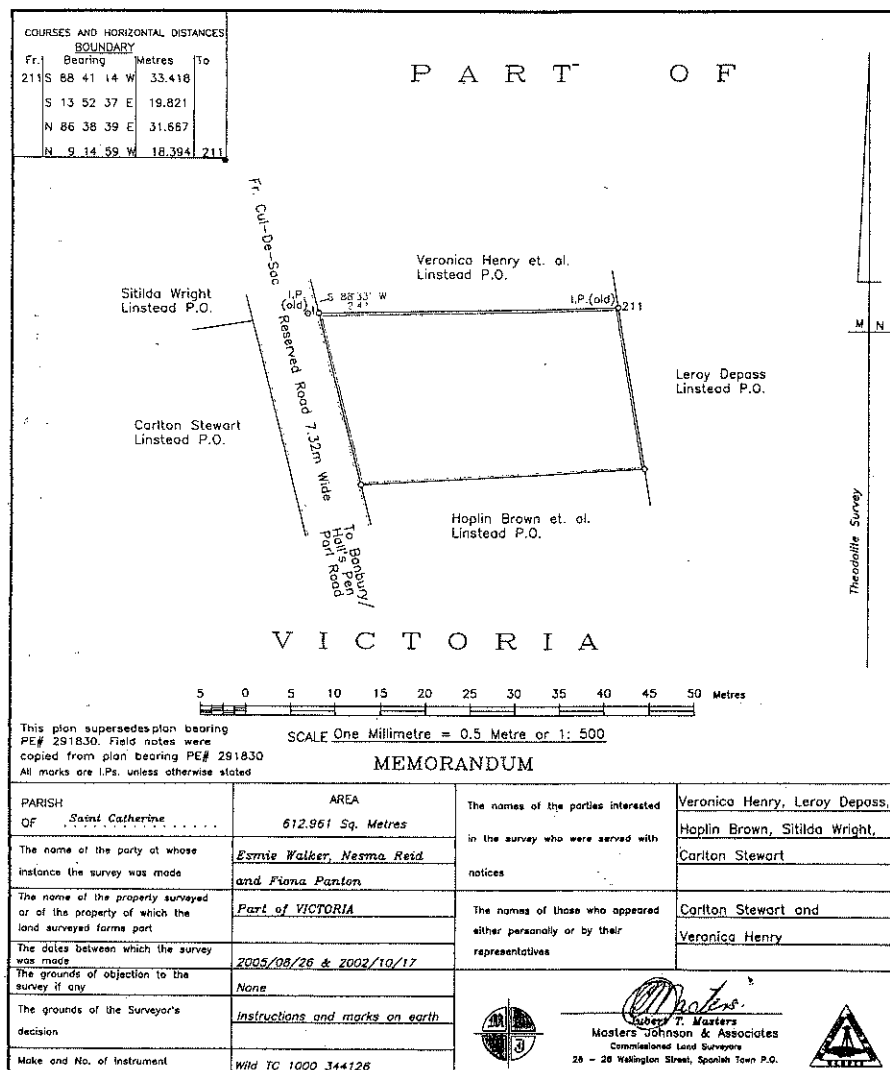 COURSES AND HORIZONTAL DISTANCES
BOUNDARY
Fr. Bearing Metres To
211 S 88 41 14 W 33.418
S 13 52 37 E 19.821
N 86 38 39 E 31.667
N 9 14 59 W 18.394 211
PART OF
Fr. Cul-De-Sac
Veronica Henry et. al.
Linstead P.O.
Sitilda Wright
Linstead P.O.
I.P.
(old)
S 88°33' W
I.P.(old)
211
Reserved Road 7.32m Wide
M N
Leroy Depass
Linstead P.O.
Carlton Stewart
Linstead P.O.
Hoplin Brown et. al.
Linstead P.O.
To Banbury/
Hall's Pen
Part Road
Theodolite Survey
VICTORIA
5 0 5 10 15 20 25 30 35 40 45 50 Metres
This plan supersedes plan bearing
PE# 291830. Field notes were
copied from plan bearing PE# 291830
All marks are I.Ps. unless otherwise stated
SCALE One Millimetre = 0.5 Metre or 1: 500
MEMORANDUM
PARISH
OF Saint Catherine
AREA
612.961 Sq. Metres
The names of the parties interested
in the survey who were served with
notices
Veronica Henry, Leroy Depass,
Hoplin Brown, Sitilda Wright,
Carlton Stewart
The name of the party at whose
instance the survey was made
Esmie Walker, Nesma Reid
and Fiona Panton
The name of the property surveyed
or of the property of which the
land surveyed forms part
Part of VICTORIA
The names of those who appeared
either personally or by their
representatives
Carlton Stewart and
Veronica Henry
The dates between which the survey
was made
2005/08/26 & 2002/10/17
The grounds of objection to the
survey if any
None
The grounds of the Surveyor's
decision
Instructions and marks on earth
Make and No. of Instrument
Wild TC 1000 344126
Masters
T. Masters
Masters Johnson & Associates
Commissioned Land Surveyors
Wellington Street, Spanish Town P.O.